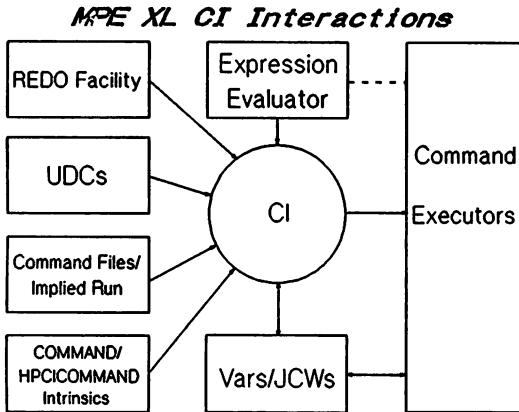 MPE XL CI Interactions
REDO Facility
Expression
Evaluator
UDCs
CI
Command
Executors
Command Files/
Implied Run
COMMAND/
HPCICOMMAND
Intrinsics
Vars/JCWs